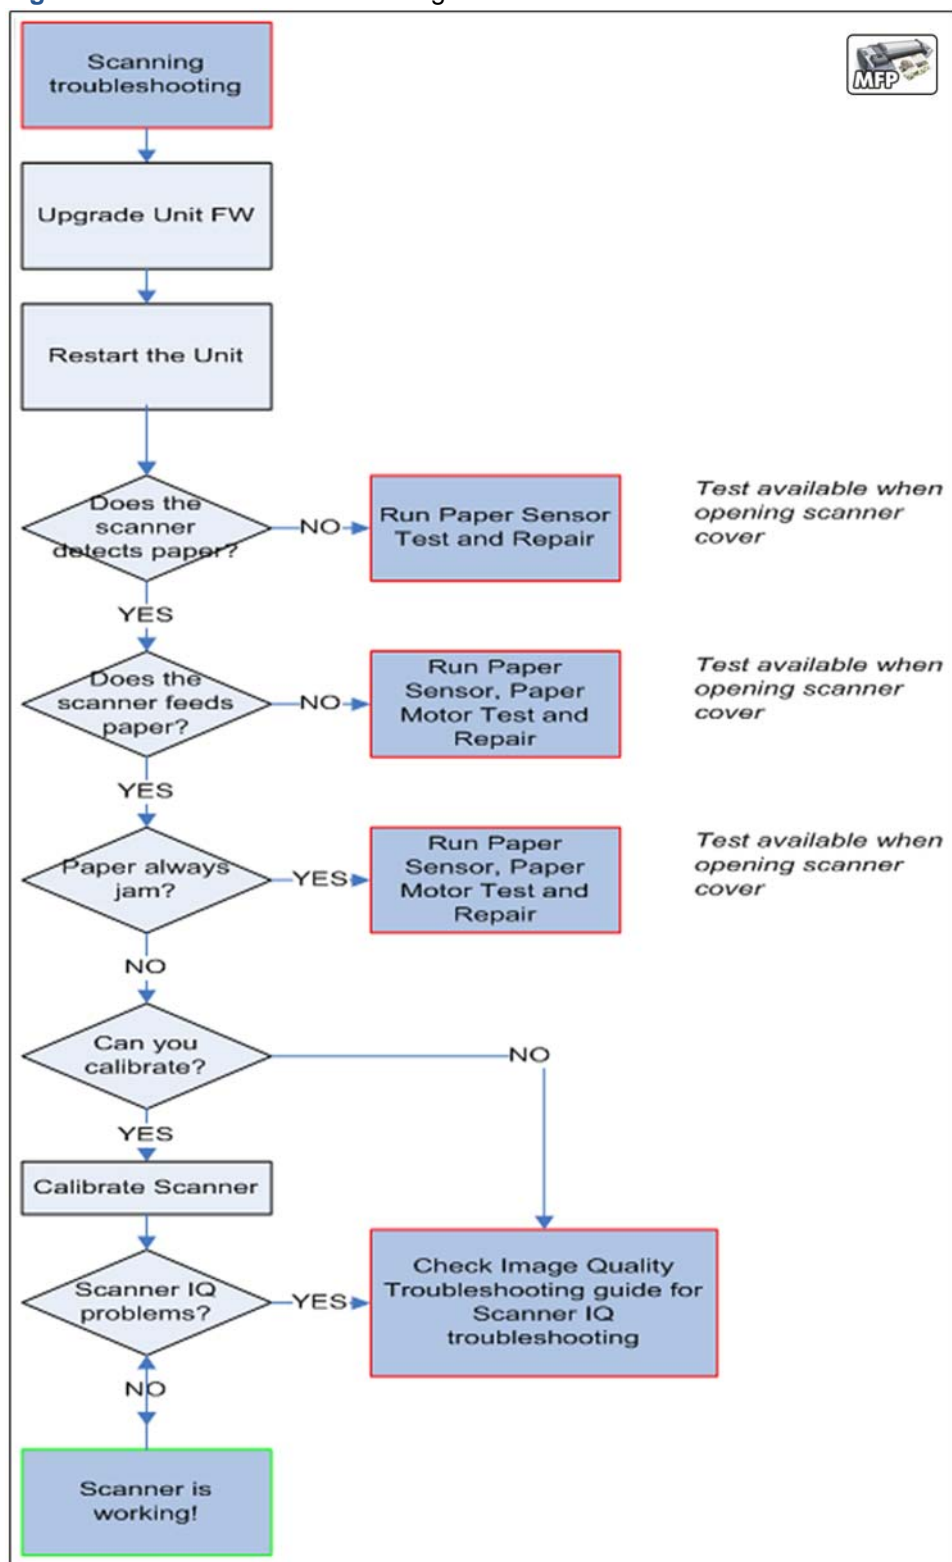 Scanning
troubleshooting
MFP
Upgrade Unit FW
Restart the Unit
Does the
scanner
detects paper?
NO
Run Paper Sensor
Test and Repair
Test available when
opening scanner
cover
YES
Does the
scanner feeds
paper?
NO
Run Paper
Sensor, Paper
Motor Test and
Repair
Test available when
opening scanner
cover
YES
Paper always
jam?
YES
Run Paper
Sensor, Paper
Motor Test and
Repair
Test available when
opening scanner
cover
NO
Can you
calibrate?
NO
YES
Calibrate Scanner
Scanner IQ
problems?
YES
Check Image Quality
Troubleshooting guide for
Scanner IQ
troubleshooting
NO
Scanner is
working!